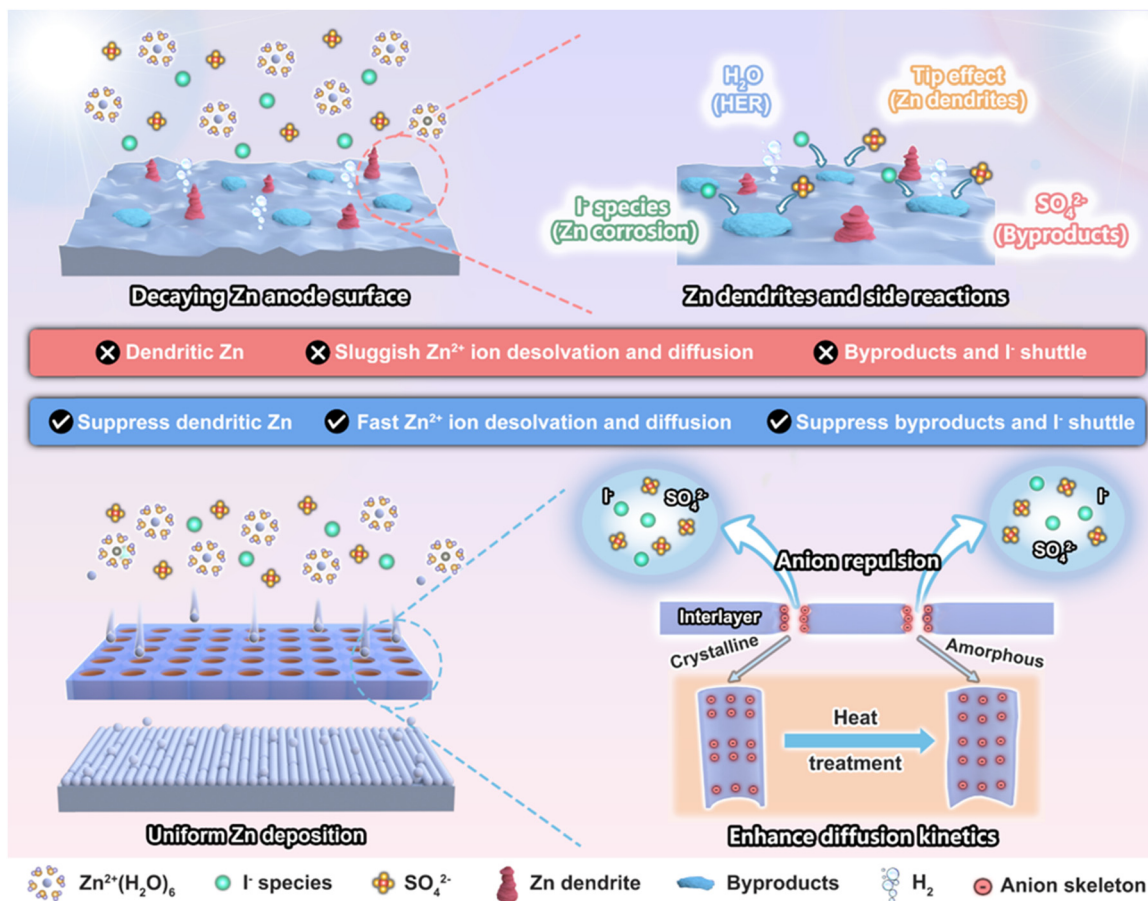 H₂O
(HER)
Tip effect
(Zn dendrites)
I⁻ species
(Zn corrosion)
SO₄²⁻
(Byproducts)
Decaying Zn anode surface
Zn dendrites and side reactions
Dendritic Zn
Sluggish Zn²⁺ ion desolvation and diffusion
Byproducts and I⁻ shuttle
Suppress dendritic Zn
Fast Zn²⁺ ion desolvation and diffusion
Suppress byproducts and I⁻ shuttle
I⁻
SO₄²⁻
I⁻
SO₄²⁻
Anion repulsion
Interlayer
Crystalline
Amorphous
Heat
treatment
Uniform Zn deposition
Enhance diffusion kinetics
Zn²⁺(H₂O)₆
I⁻ species
SO₄²⁻
Zn dendrite
Byproducts
H₂
Anion skeleton